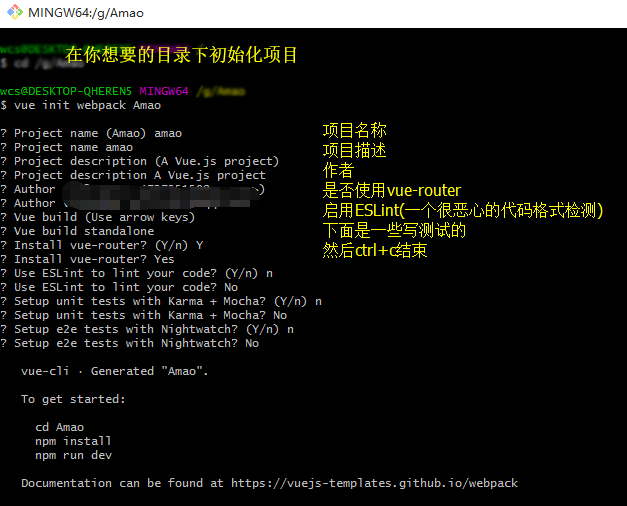 MINGW64:/g/Amao
wcs@DESKTOP
在你想要的目录下初始化项目
$ cd /g/Amao
wcs@DESKTOP-QHEREN5 MINGW64 /g/Amao
$ vue init webpack Amao
? Project name (Amao) amao
项目名称
? Project name amao
项目描述
? Project description (A Vue.js project)
作者
? Project description A Vue.js project
是否使用vue-router
? Author
启用ESLint(一个很恶心的代码格式检测)
? Author
下面是一些写测试的
? Vue build (Use arrow keys)
然后ctrl+c结束
? Vue build standalone
? Install vue-router? (Y/n) Y
? Install vue-router? Yes
? Use ESLint to lint your code? (Y/n) n
? Use ESLint to lint your code? No
? Setup unit tests with Karma + Mocha? (Y/n) n
? Setup unit tests with Karma + Mocha? No
? Setup e2e tests with Nightwatch? (Y/n) n
? Setup e2e tests with Nightwatch? No
vue-cli · Generated "Amao".
To get started:
cd Amao
npm install
npm run dev
Documentation can be found at https://vuejs-templates.github.io/webpack